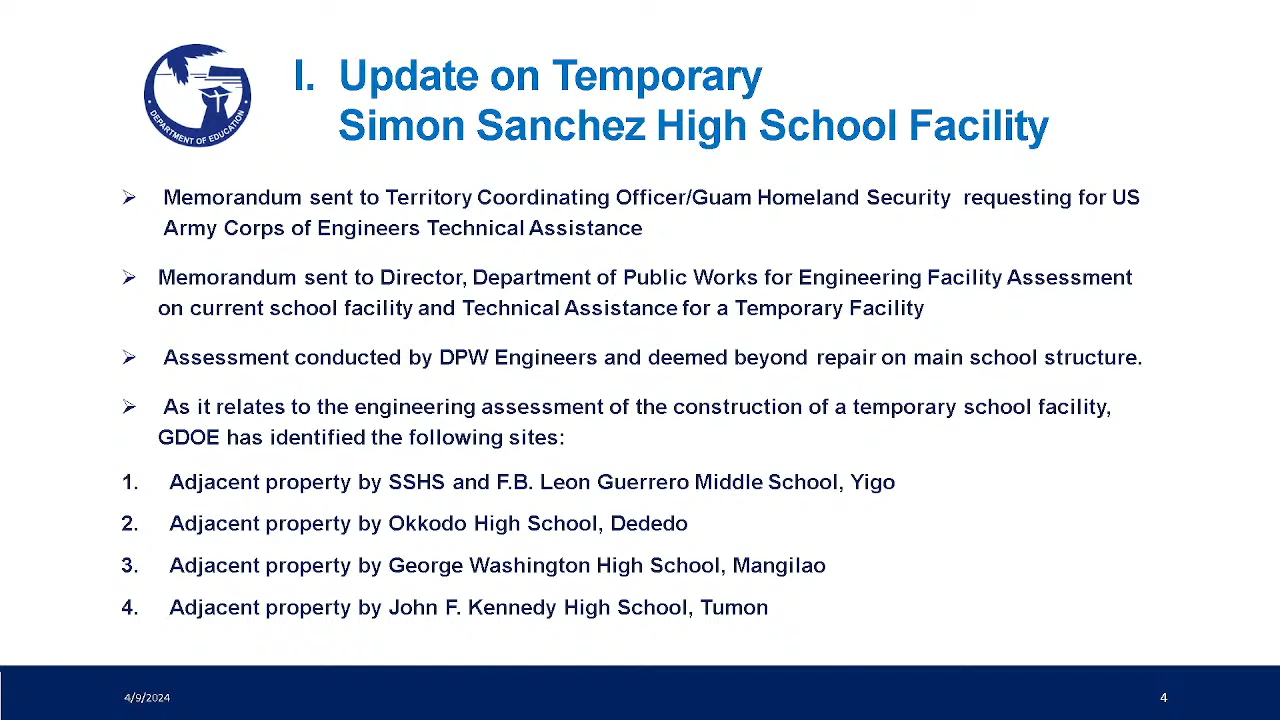 DEPARTMENT OF EDUCATION
I. Update on Temporary
Simon Sanchez High School Facility
➢ Memorandum sent to Territory Coordinating Officer/Guam Homeland Security requesting for US
Army Corps of Engineers Technical Assistance
➢ Memorandum sent to Director, Department of Public Works for Engineering Facility Assessment
on current school facility and Technical Assistance for a Temporary Facility
➢ Assessment conducted by DPW Engineers and deemed beyond repair on main school structure.
➢ As it relates to the engineering assessment of the construction of a temporary school facility,
GDOE has identified the following sites:
1. Adjacent property by SSHS and F.B. Leon Guerrero Middle School, Yigo
2. Adjacent property by Okkodo High School, Dededo
3. Adjacent property by George Washington High School, Mangilao
4. Adjacent property by John F. Kennedy High School, Tumon
4/9/2024
4